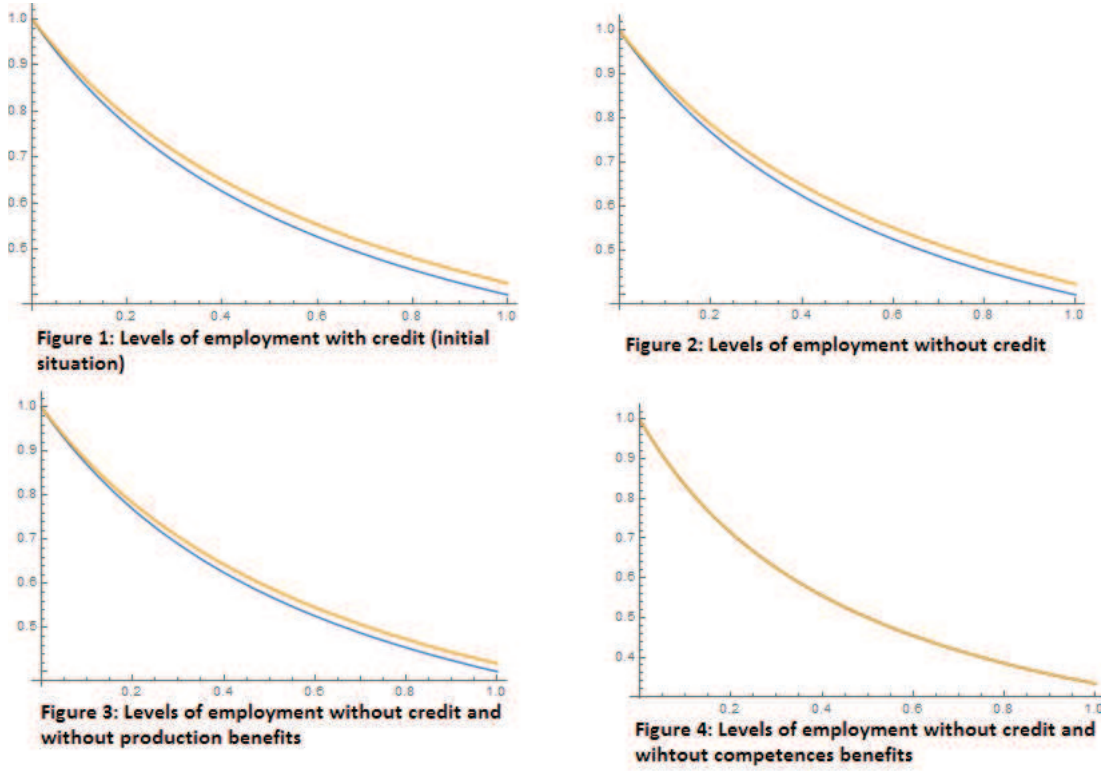 1.0
0.9
0.8
0.7
0.6
0.5
0.2 0.4 0.6 0.8 1.0
Figure 1: Levels of employment with credit (initial
situation)
1.0
0.9
0.8
0.7
0.6
0.5
0.2 0.4 0.6 0.8 1.0
Figure 2: Levels of employment without credit
1.0
0.9
0.8
0.7
0.6
0.5
0.2 0.4 0.6 0.8 1.0
Figure 3: Levels of employment without credit and
without production benefits
1.0
0.9
0.8
0.7
0.6
0.5
0.4
0.2 0.4 0.6 0.8 1.0
Figure 4: Levels of employment without credit and
wihtout competences benefits